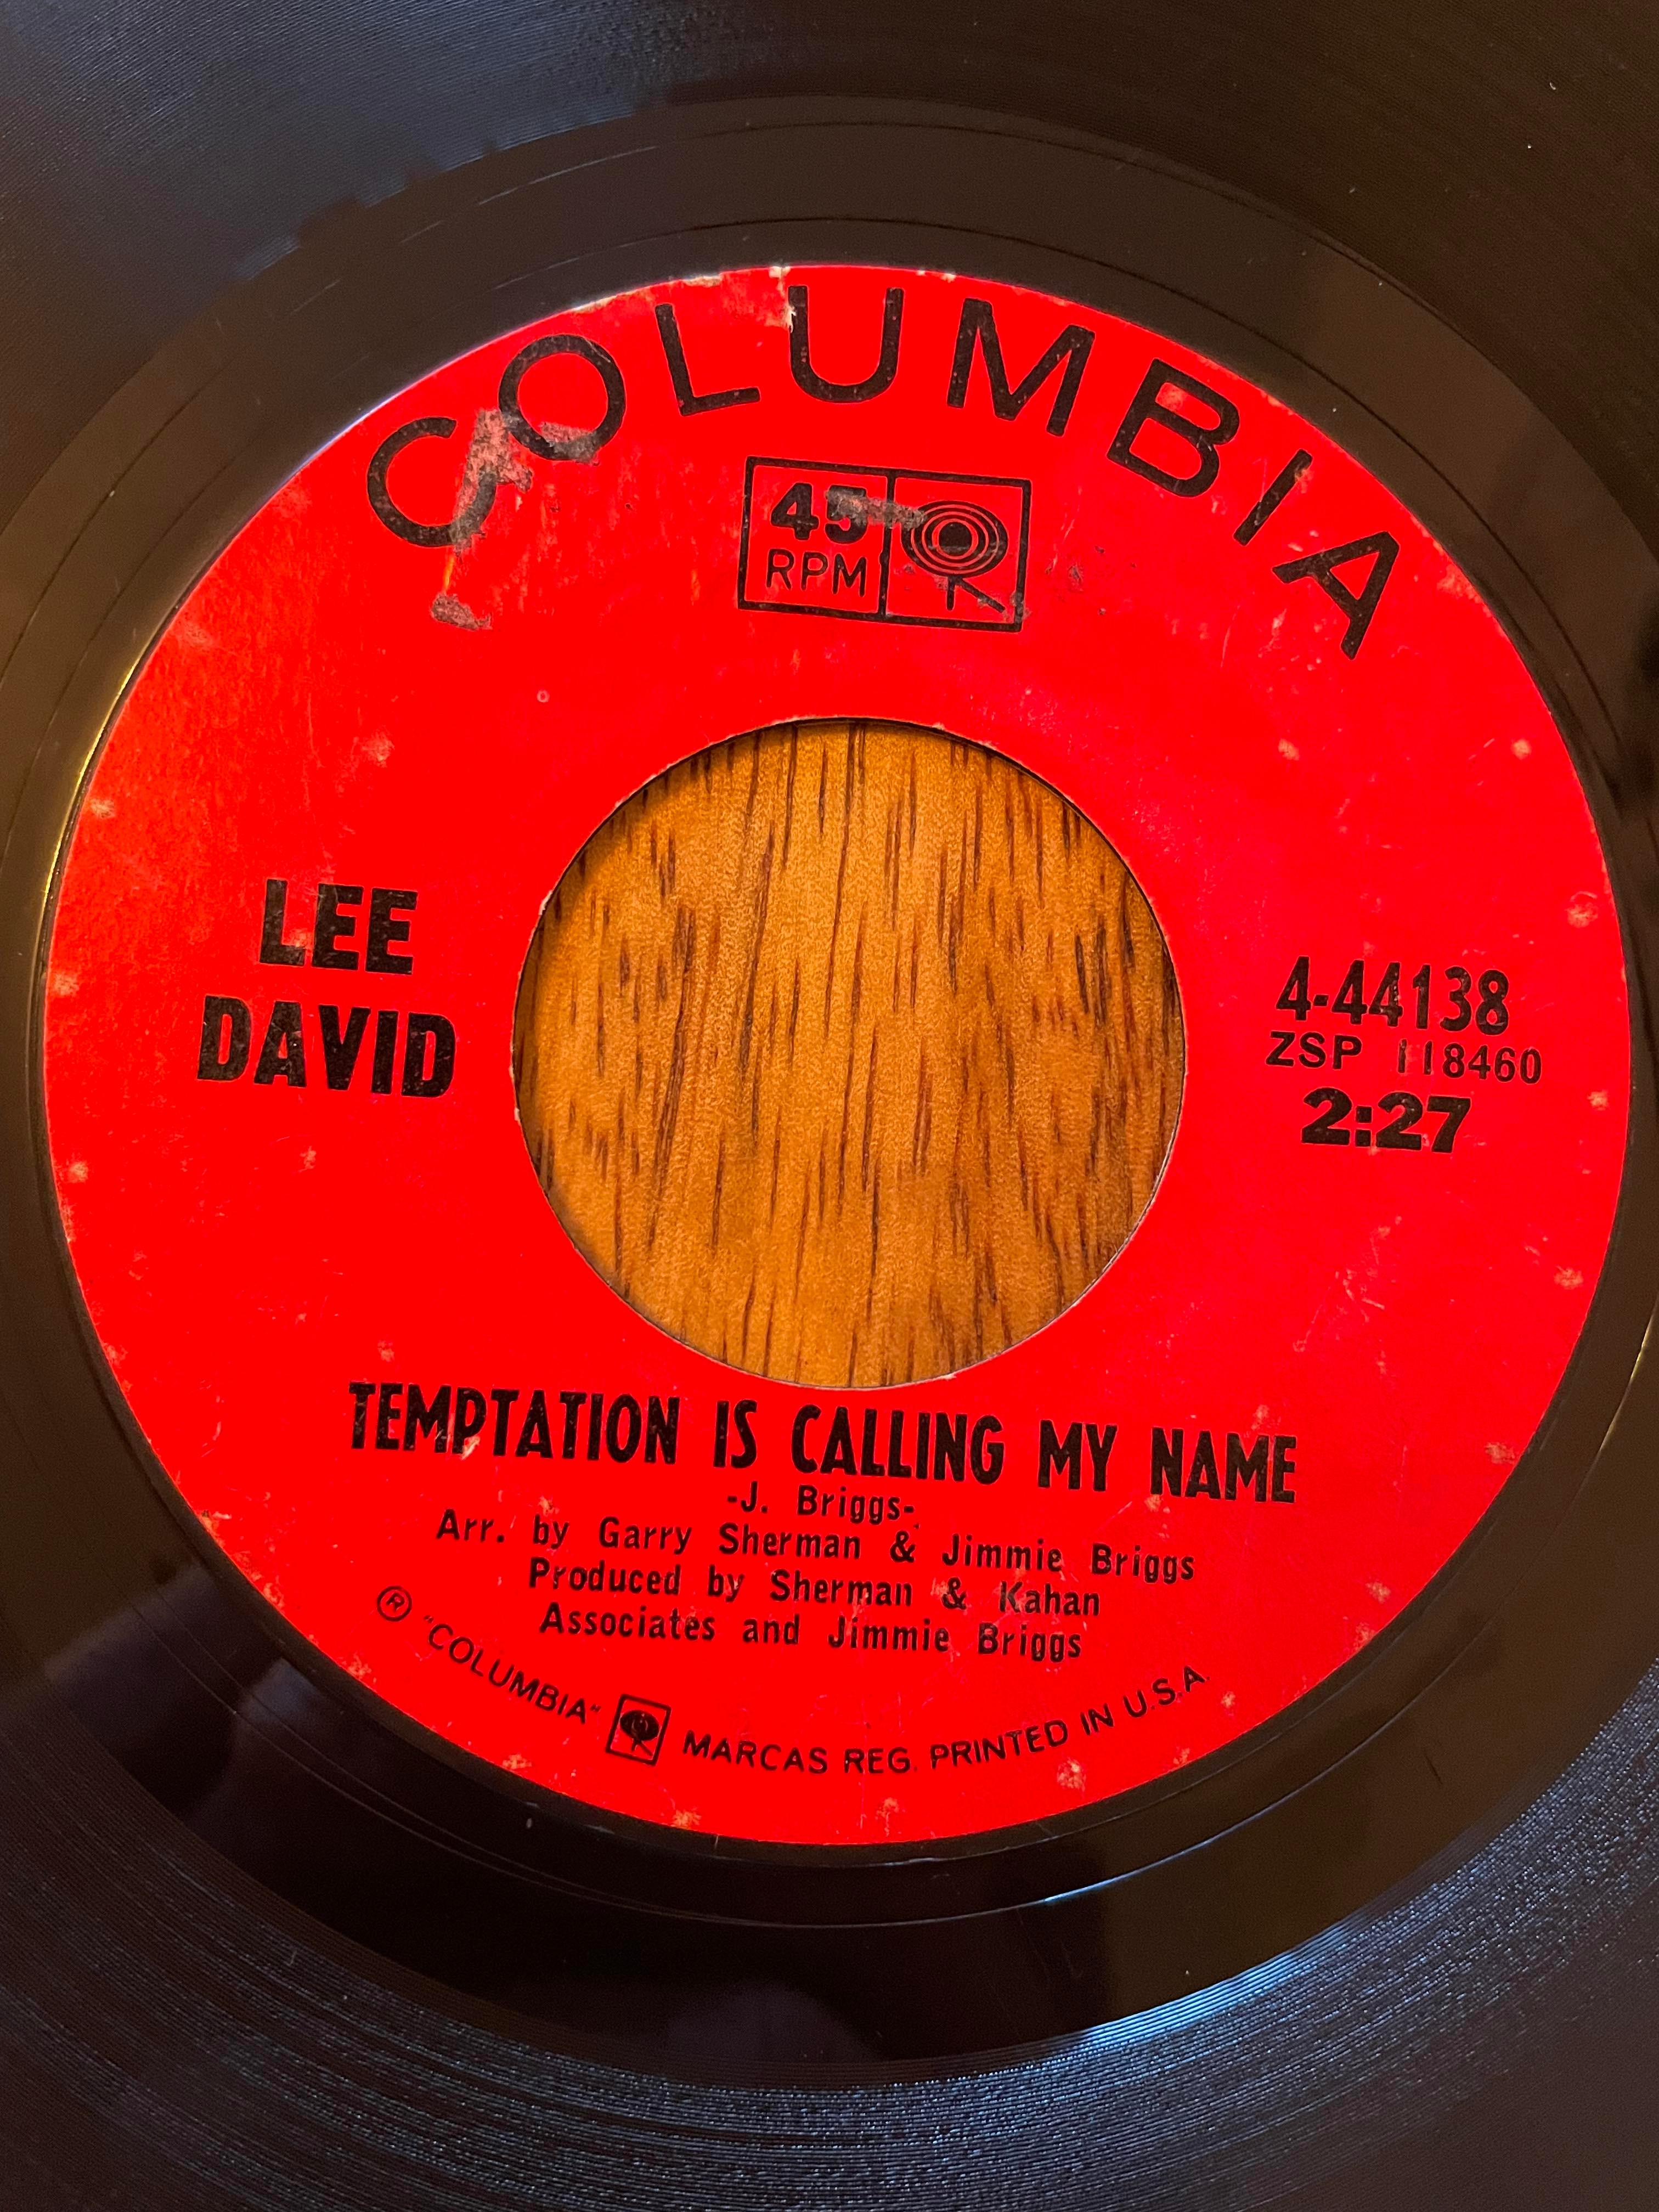 COLUMBIA
45
RPM
LEE
DAVID
4-44138
ZSP 118460
2:27
TEMPTATION IS CALLING MY NAME
-J. Briggs-
Arr. by Garry Sherman & Jimmie Briggs
Produced by Sherman & Kahan
Associates and Jimmie Briggs
® "COLUMBIA" MARCAS REG. PRINTED IN U.S.A.